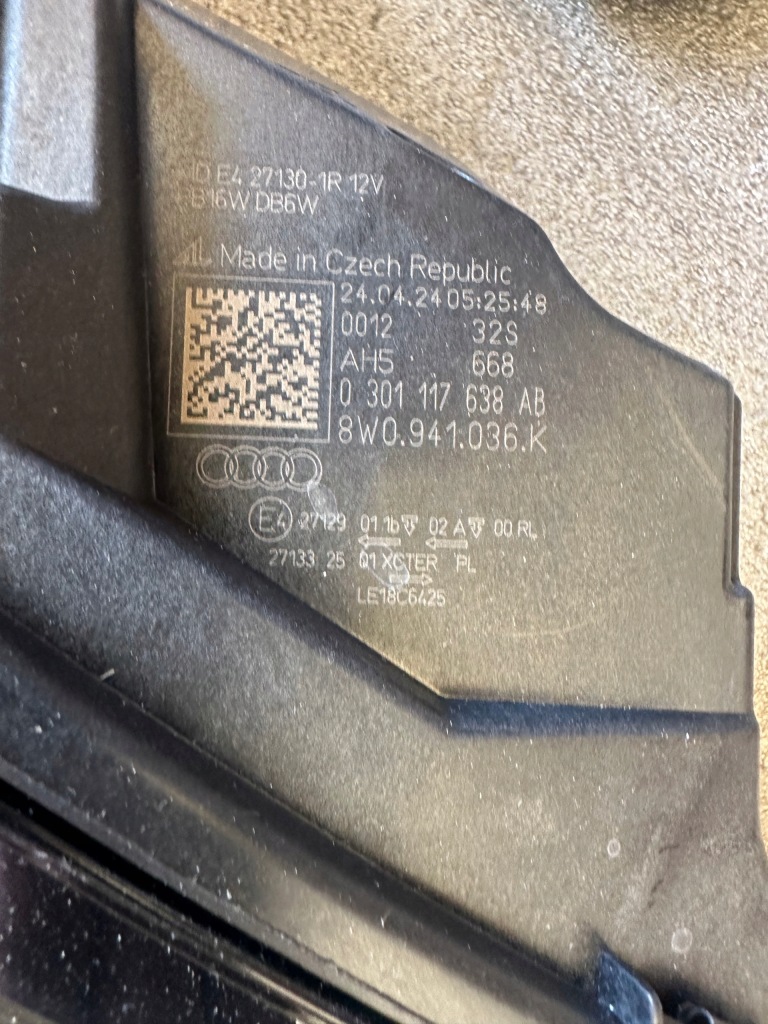 E4 27130-1R 12V
B16W DB6W
AL Made in Czech Republic
24.04.24 05:25:48
0012 32S
AH5 668
0 301 117 638 AB
8W0.941.036.K
E4 27129 01 1b 02 A 00 RL
27133 25 01 XCTER PL
LE18C6425